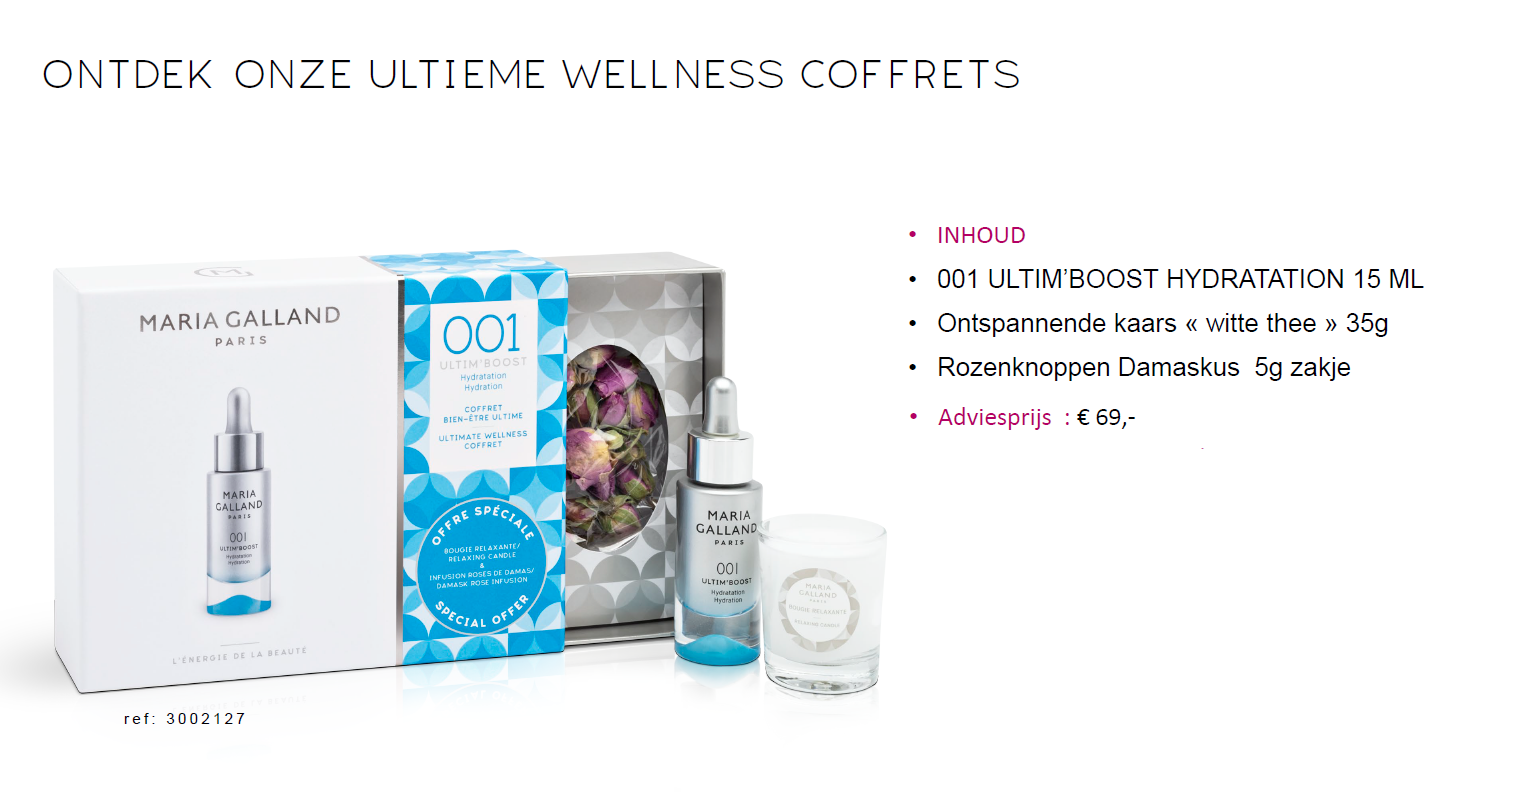 ONTDEK ONZE ULTIEME WELLNESS COFFRETS
• INHOUD
• 001 ULTIM'BOOST HYDRATATION 15 ML
• Ontspannende kaars « witte thee » 35g
• Rozenknoppen Damaskus 5g zakje
• Adviesprijs : € 69,-
M
MARIA GALLAND
PARIS
MARIA
GALLAND
PARIS
001
ULTIM'BOOST
Hydratation
Hydration
L'ÉNERGIE DE LA BEAUTÉ
001
ULTIM'BOOST
Hydratation
Hydration
COFFRET
BIEN-ÊTRE ULTIME
ULTIMATE WELLNESS
COFFRET
OFFRE SPÉCIALE
BOUGIE RELAXANTE/
RELAXING CANDLE
&
INFUSION ROSES DE DAMAS/
DAMASK ROSE INFUSION
SPECIAL OFFER
MARIA
GALLAND
PARIS
001
ULTIM'BOOST
Hydratation
Hydration
MARIA
GALLAND
PARIS
BOUGIE RELAXANTE
RELAXING CANDLE
ref: 3002127